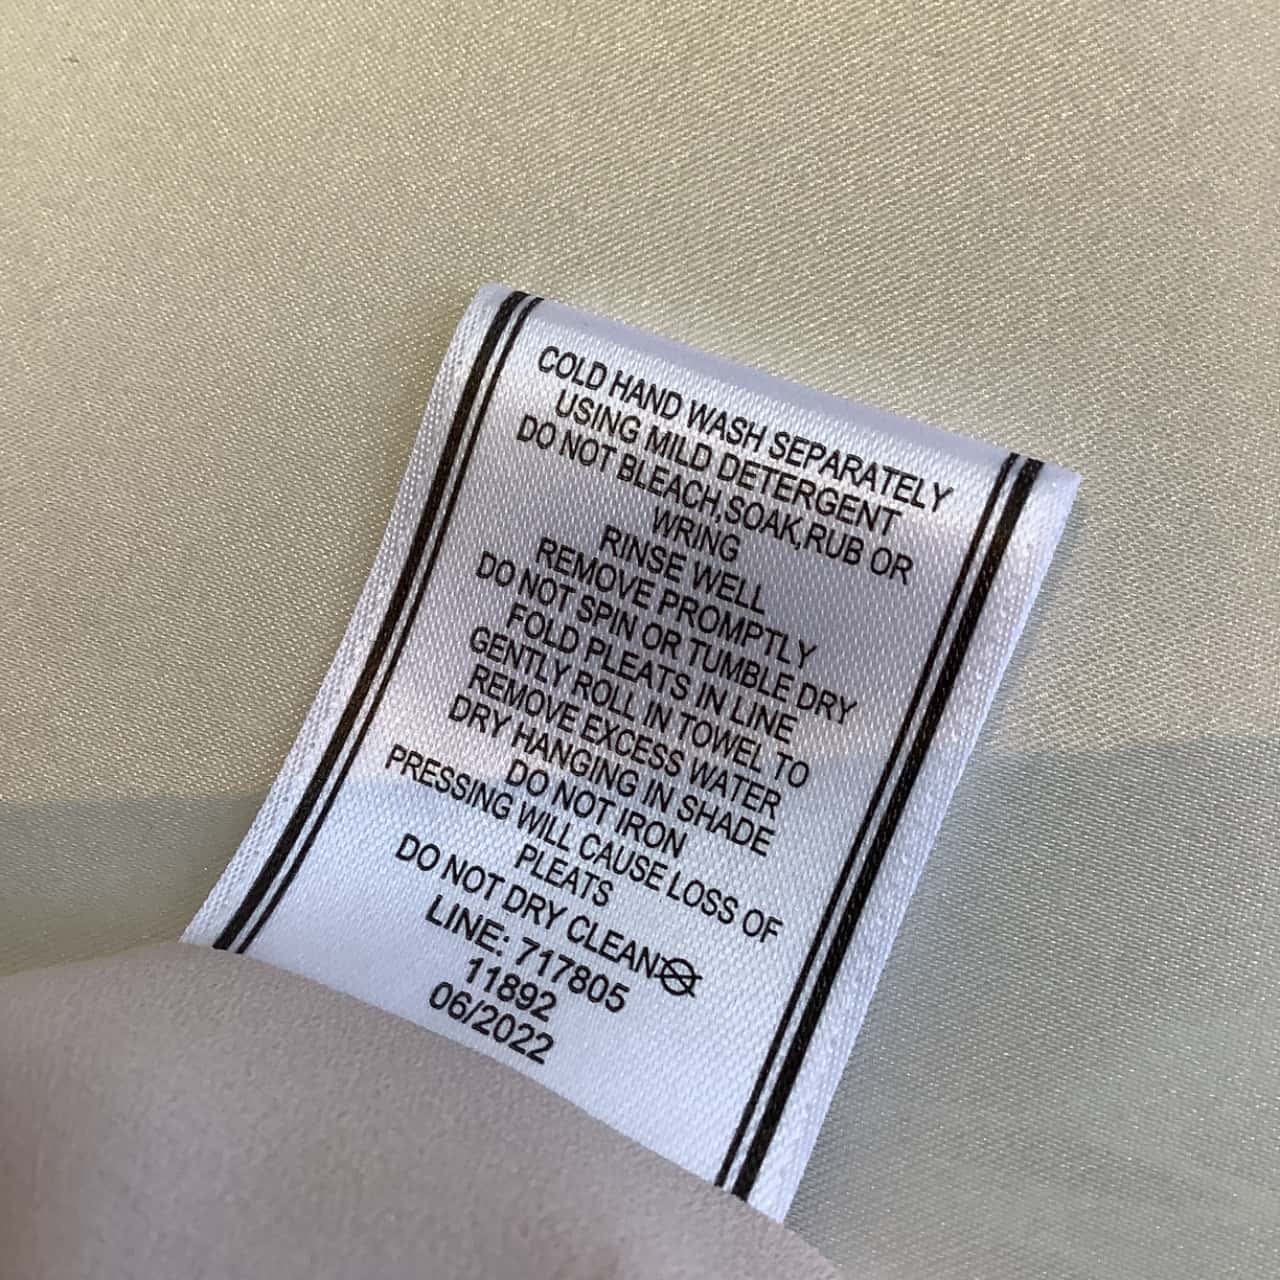 COLD HAND WASH SEPARATELY
USING MILD DETERGENT
DO NOT BLEACH,SOAK,RUB OR
WRING
RINSE WELL
REMOVE PROMPTLY
DO NOT SPIN OR TUMBLE DRY
FOLD PLEATS IN LINE
GENTLY ROLL IN TOWEL TO
REMOVE EXCESS WATER
DRY HANGING IN SHADE
DO NOT IRON
PRESSING WILL CAUSE LOSS OF
PLEATS
DO NOT DRY CLEAN
LINE: 717805
11892
06/2022